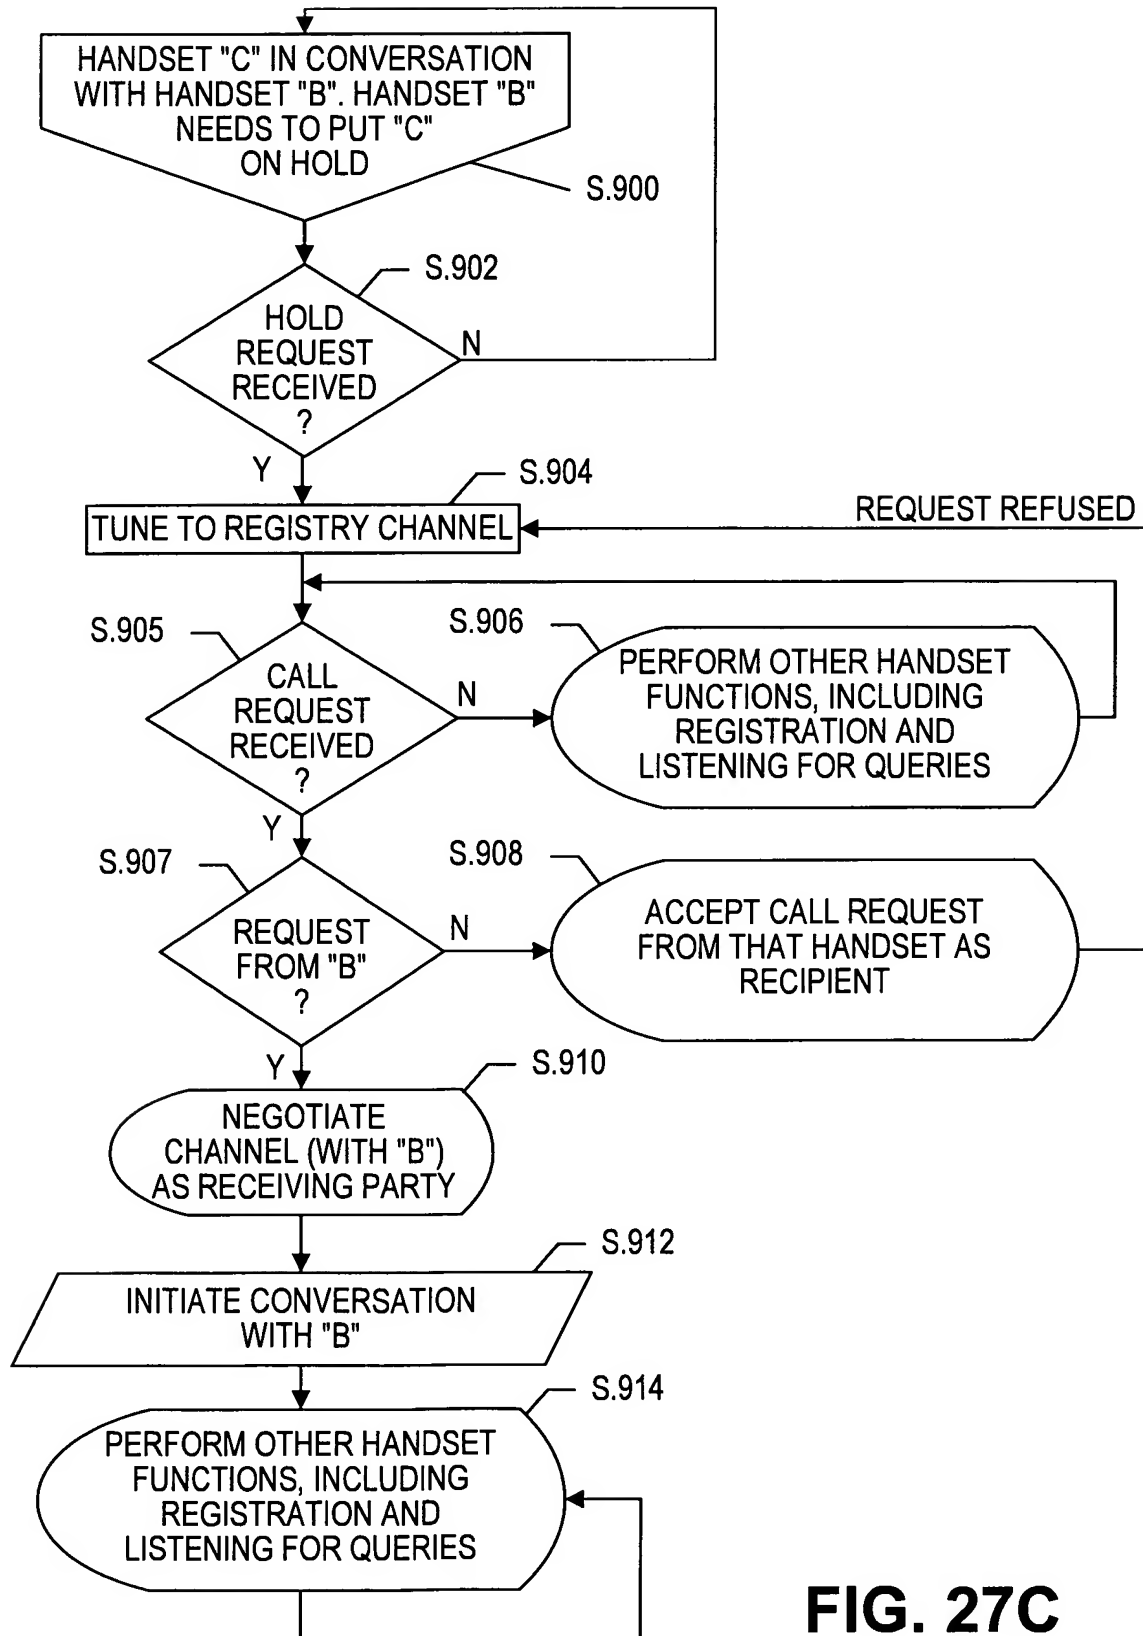 HANDSET "C" IN CONVERSATION
WITH HANDSET "B". HANDSET "B"
NEEDS TO PUT "C"
ON HOLD
S.900
S.902
HOLD
REQUEST
RECEIVED
?
N
Y
S.904
TUNE TO REGISTRY CHANNEL
REQUEST REFUSED
S.905
CALL
REQUEST
RECEIVED
?
N
Y
S.906
PERFORM OTHER HANDSET
FUNCTIONS, INCLUDING
REGISTRATION AND
LISTENING FOR QUERIES
S.907
REQUEST
FROM "B"
?
N
Y
S.908
ACCEPT CALL REQUEST
FROM THAT HANDSET AS
RECIPIENT
S.910
NEGOTIATE
CHANNEL (WITH "B")
AS RECEIVING PARTY
S.912
INITIATE CONVERSATION
WITH "B"
S.914
PERFORM OTHER HANDSET
FUNCTIONS, INCLUDING
REGISTRATION AND
LISTENING FOR QUERIES
FIG. 27C